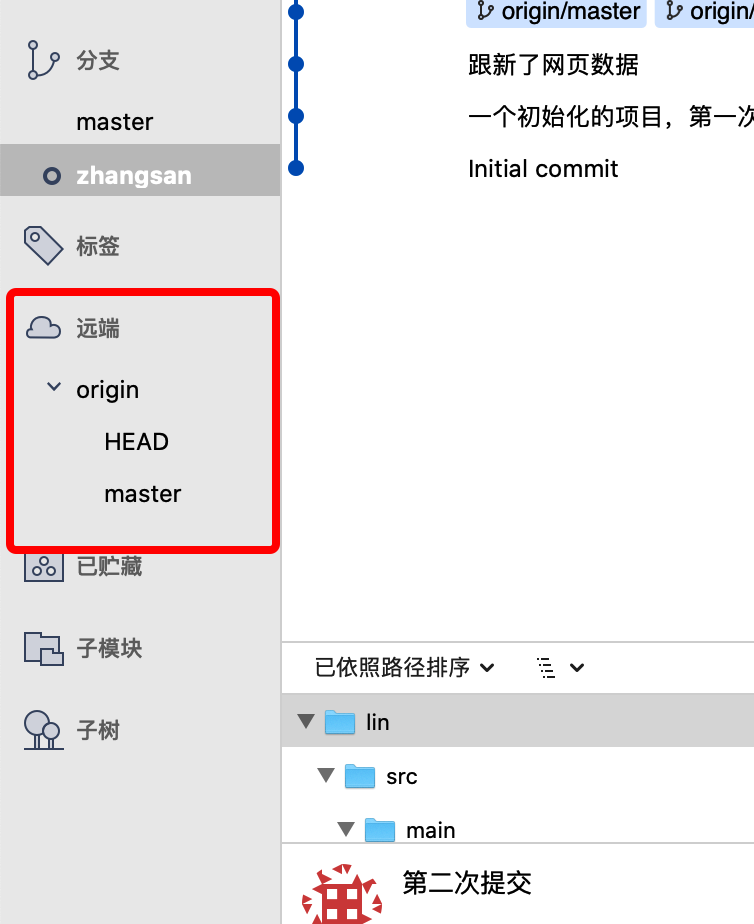 分支
master
zhangsan
标签
远端
origin
HEAD
master
已贮藏
子模块
子树
origin/master origin/
跟新了网页数据
一个初始化的项目，第一次
Initial commit
已依照路径排序
lin
src
main
第二次提交